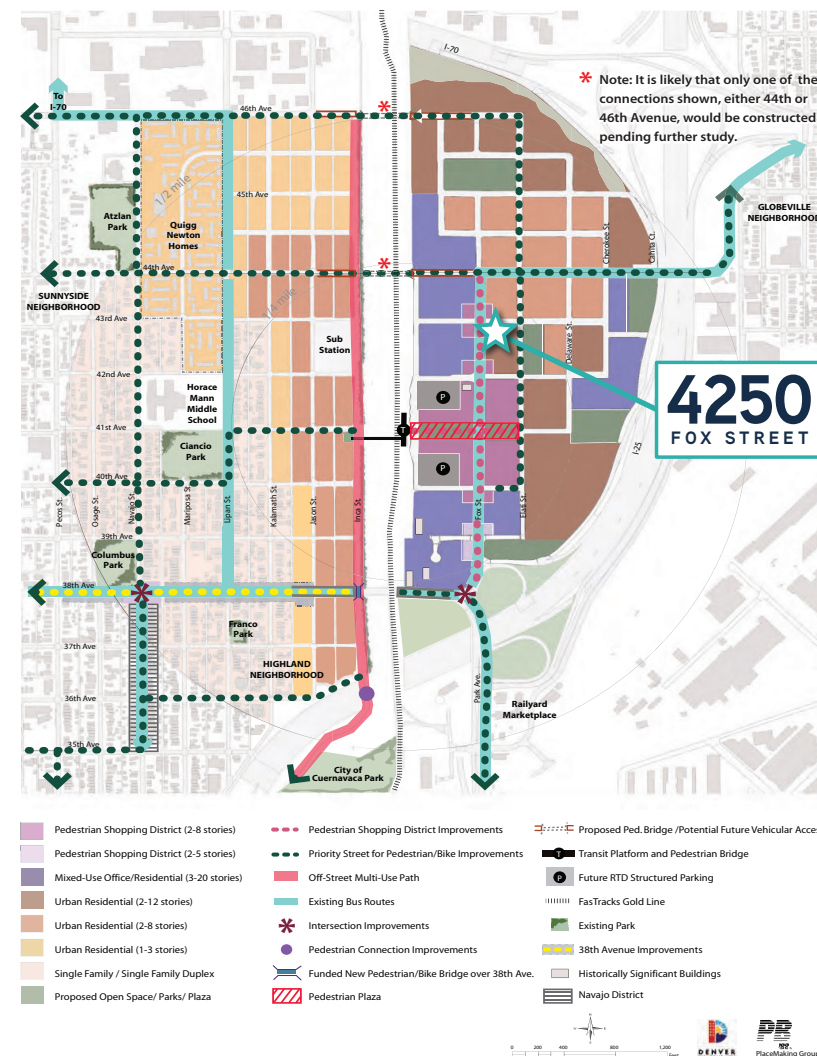 I-70
* Note: It is likely that only one of the
connections shown, either 44th or
46th Avenue, would be constructed
pending further study.
To
I-70
46th Ave
*
1/2 mile
45th Ave
Atzlan
Park
Quigg
Newton
Homes
Cherokee St.
GLOBEVILLE
NEIGHBORHOOD
44th Ave
*
SUNNYSIDE
NEIGHBORHOOD
1/4 mile
43rd Ave
Sub
Station
Delaware St.
42nd Ave
Horace
Mann
Middle
School
P
4250
FOX STREET
41st Ave
T
Ciancio
Park
I-25
P
40th Ave
Pecos St.
Osage St.
Navajo St.
Mariposa St
Lipan St.
Kalamath St.
Jason St.
Inca St.
Fox St.
Elati St.
39th Ave
Columbus
Park
38th Ave
Franco
Park
37th Ave
HIGHLAND
NEIGHBORHOOD
Park Ave.
36th Ave
Railyard
Marketplace
35th Ave
City of
Cuernavaca Park
Pedestrian Shopping District (2-8 stories)
Pedestrian Shopping District (2-5 stories)
Mixed-Use Office/Residential (3-20 stories)
Urban Residential (2-12 stories)
Urban Residential (2-8 stories)
Urban Residential (1-3 stories)
Single Family / Single Family Duplex
Proposed Open Space/ Parks/ Plaza
Pedestrian Shopping District Improvements
Priority Street for Pedestrian/Bike Improvements
Off-Street Multi-Use Path
Existing Bus Routes
Intersection Improvements
Pedestrian Connection Improvements
Funded New Pedestrian/Bike Bridge over 38th Ave.
Pedestrian Plaza
Proposed Ped. Bridge /Potential Future Vehicular Acce
T Transit Platform and Pedestrian Bridge
P Future RTD Structured Parking
FasTracks Gold Line
Existing Park
38th Avenue Improvements
Historically Significant Buildings
Navajo District
0 200 400 800 1,200
Feet
DENVER
PR
PlaceMaking Group